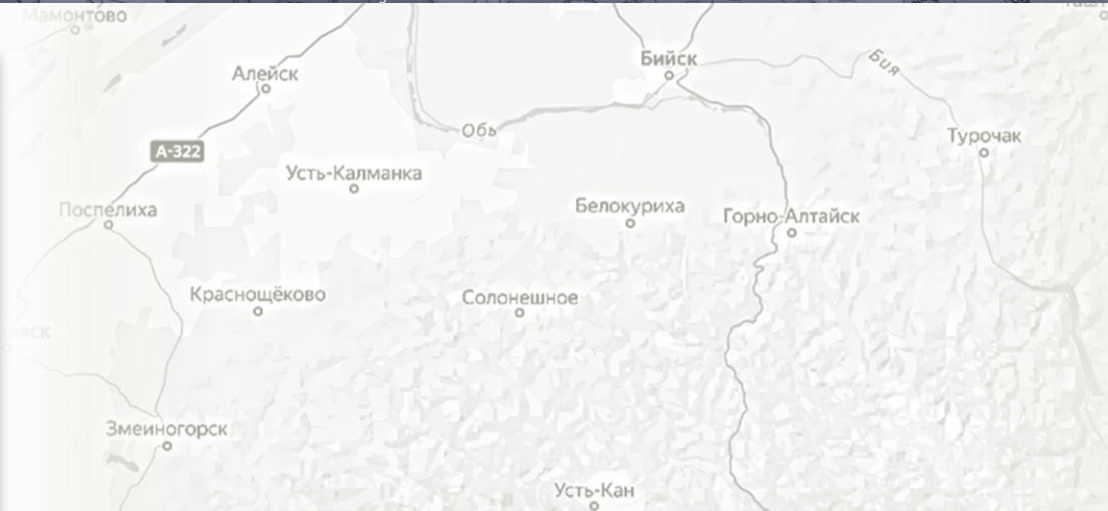 Мамонтово
Бийск
Бия
Алейск
Обь
Турочак
А-322
Усть-Калманка
Поспелиха
Белокуриха
Горно-Алтайск
Краснощёково
Солонешное
Змеиногорск
Усть-Кан